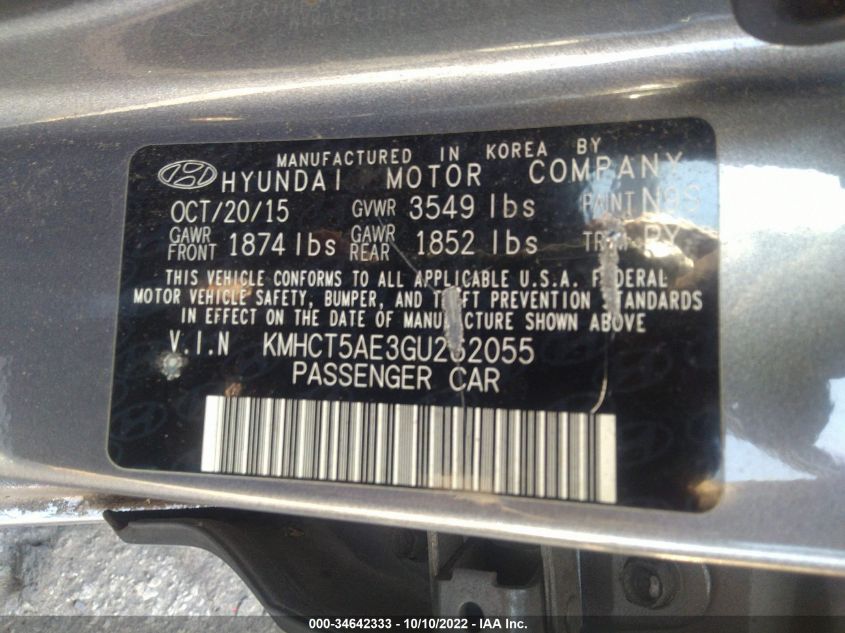 MANUFACTURED IN KOREA BY
HYUNDAI MOTOR COMPANY
OCT/20/15 GVWR 3549 lbs PAINT N9S
GAWR FRONT 1874 lbs GAWR REAR 1852 lbs TRIM
THIS VEHICLE CONFORMS TO ALL APPLICABLE U.S.A. FEDERAL
MOTOR VEHICLE SAFETY, BUMPER, AND THEFT PREVENTION STANDARDS
IN EFFECT ON THE DATE OF MANUFACTURE SHOWN ABOVE
V.I.N KMHCT5AE3GU262055
PASSENGER CAR
000-34642333 - 10/10/2022 - IAA Inc.